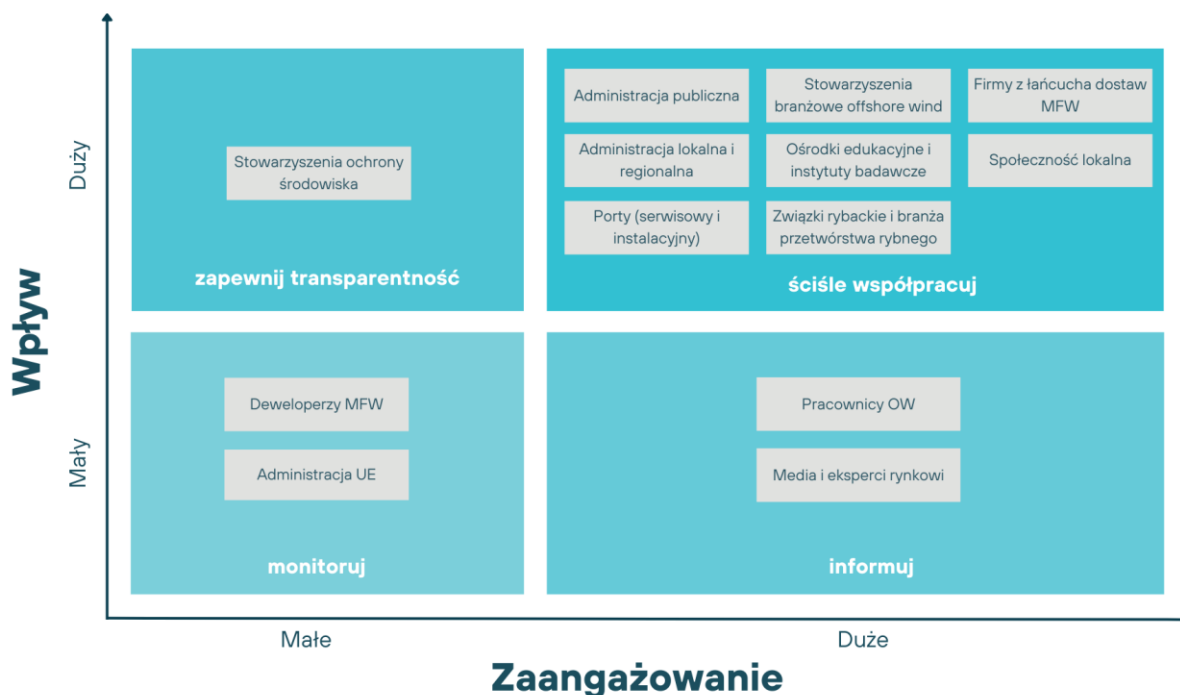 Wpływ
Duży
Mały
Stowarzyszenia ochrony
środowiska
zapewnij transparentność
Administracja publiczna
Stowarzyszenia
branżowe offshore wind
Firmy z łańcucha dostaw
MFW
Administracja lokalna i
regionalna
Ośrodki edukacyjne i
instytuty badawcze
Społeczność lokalna
Porty (serwisowy i
instalacyjny)
Związki rybackie i branża
przetwórstwa rybnego
ściśle współpracuj
Deweloperzy MFW
Administracja UE
monitoruj
Pracownicy OW
Media i eksperci rynkowi
informuj
Małe
Duże
Zaangażowanie